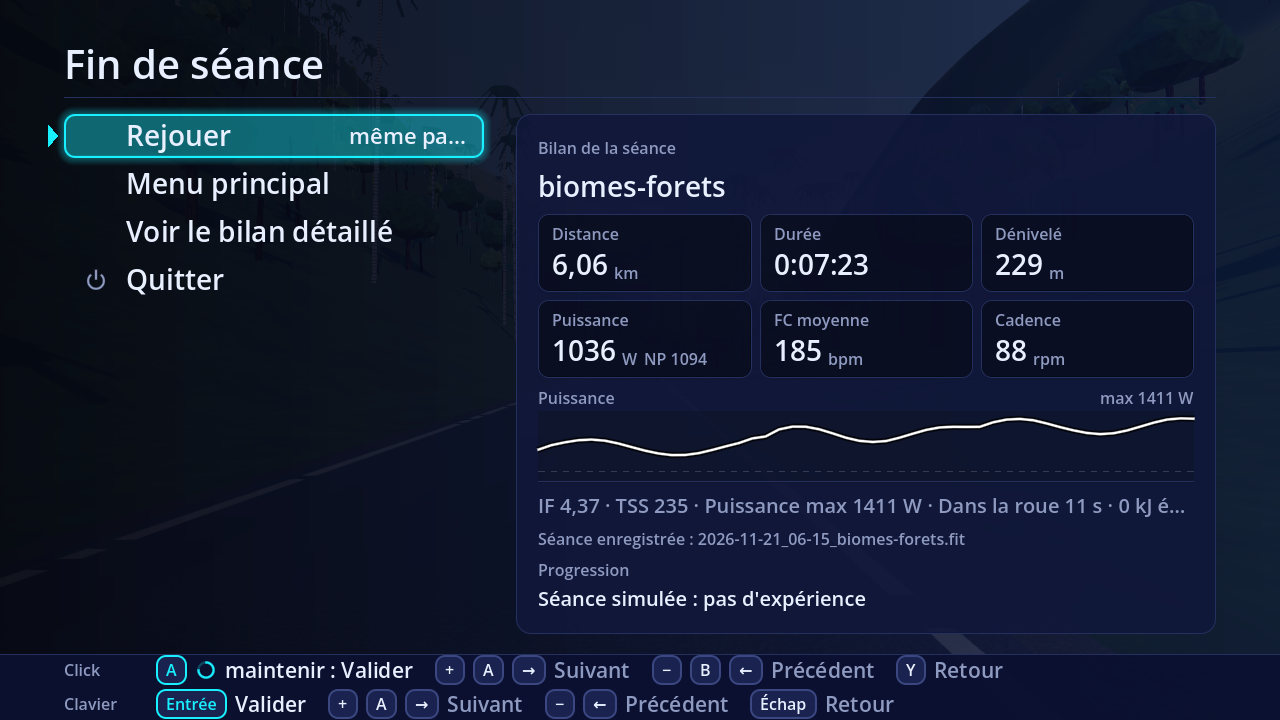 Fin de séance
Rejouer même pa...
Menu principal
Voir le bilan détaillé
Quitter
Bilan de la séance
biomes-forets
Distance Durée Dénivelé
6,06 km 0:07:23 229 m
Puissance FC moyenne Cadence
1036 W NP 1094 185 bpm 88 rpm
Puissance max 1411 W
IF 4,37 · TSS 235 · Puissance max 1411 W · Dans la roue 11 s · 0 kJ é...
Séance enregistrée : 2026-11-21_06-15_biomes-forets.fit
Progression
Séance simulée : pas d'expérience
Click A maintenir : Valider + A → Suivant − B ← Précédent Y Retour
Clavier Entrée Valider + A → Suivant − ← Précédent Échap Retour